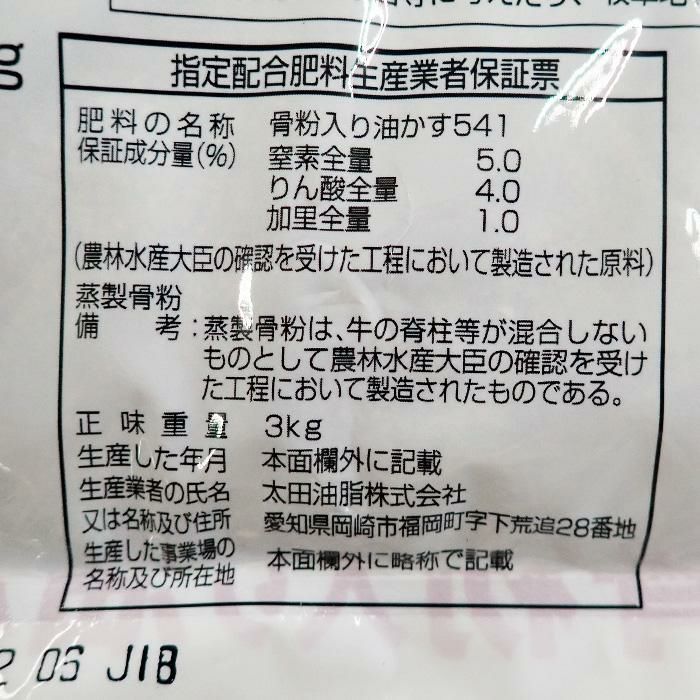 g
指定配合肥料生産業者保証票
肥料の名称 骨粉入り油かす541
保証成分量(%) 窒素全量 5.0
りん酸全量 4.0
加里全量 1.0
(農林水産大臣の確認を受けた工程において製造された原料)
蒸製骨粉
備 考:蒸製骨粉は、牛の脊柱等が混合しない
ものとして農林水産大臣の確認を受け
た工程において製造されたものである。
正味重量 3kg
生産した年月 本面欄外に記載
生産業者の氏名 太田油脂株式会社
又は名称及び住所 愛知県岡崎市福岡町字下荒追28番地
生産した事業場の 本面欄外に略称で記載
名称及び所在地
2 06 JIB